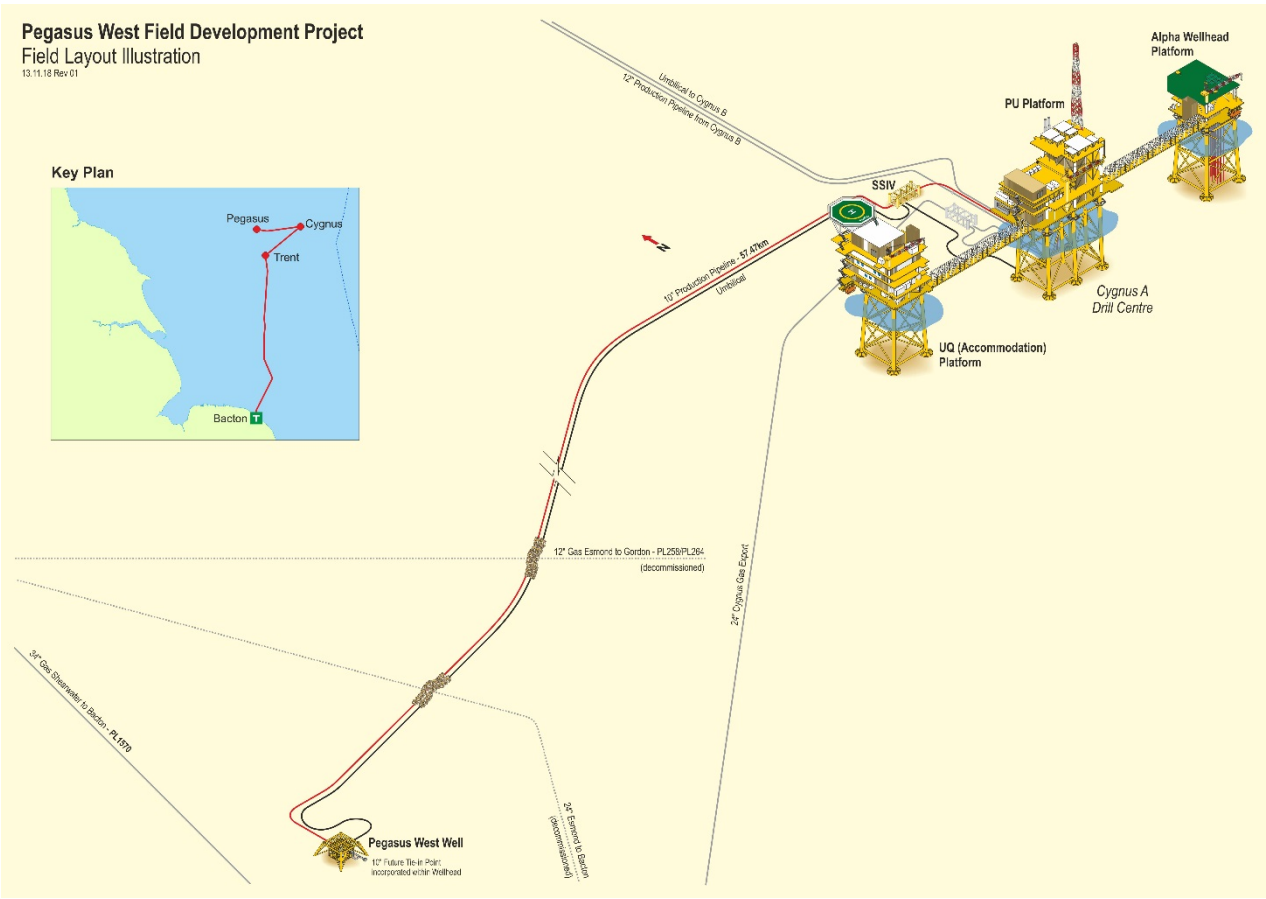 Pegasus West Field Development Project
Field Layout Illustration
13.11.18 Rev 01
Key Plan
Pegasus
Cygnus
Trent
Bacton
T
Umbilical to Cygnus B
12" Production Pipeline from Cygnus B
Alpha Wellhead
Platform
PU Platform
SSIV
H
N
10" Production Pipeline - 57.47km
Umbilical
Cygnus A
Drill Centre
UQ (Accommodation)
Platform
12" Gas Esmond to Gordon - PL258/PL264
(decommissioned)
24" Cygnus Gas Export
34" Gas Shearwater to Bacton - PL1570
24" Esmond to Bacton
(decommissioned)
Pegasus West Well
10" Future Tie-in Point
incorporated within Wellhead